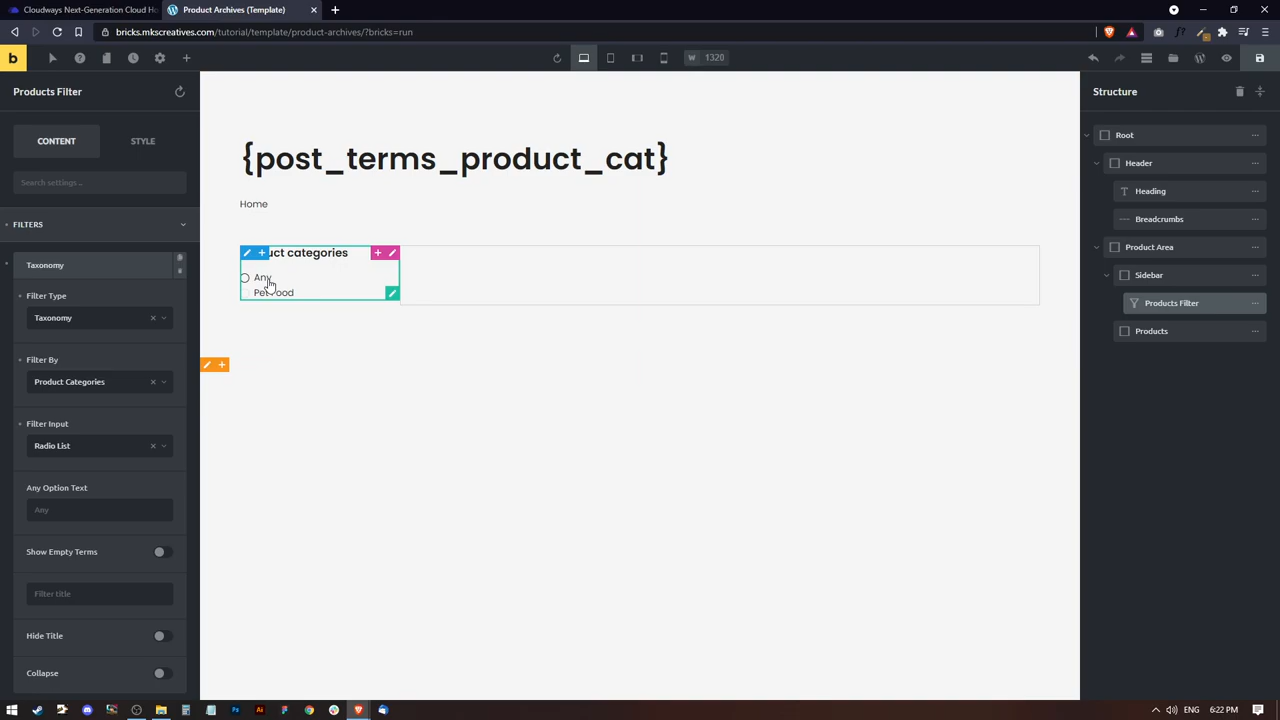 Cloudways Next-Generation Cloud Ho
Product Archives (Template)
bricks.mkscreatives.com/tutorial/template/product-archives/?bricks=run
b
W 1320
Products Filter
Structure
CONTENT
STYLE
Search settings ..
FILTERS
Taxonomy
Filter Type
Taxonomy
Filter By
Product Categories
Filter Input
Radio List
Any Option Text
Any
Show Empty Terms
Filter title
Hide Title
Collapse
{post_terms_product_cat}
Home
uct categories
Any
Pet Food
Root
Header
Heading
Breadcrumbs
Product Area
Sidebar
Products Filter
Products
6:22 PM